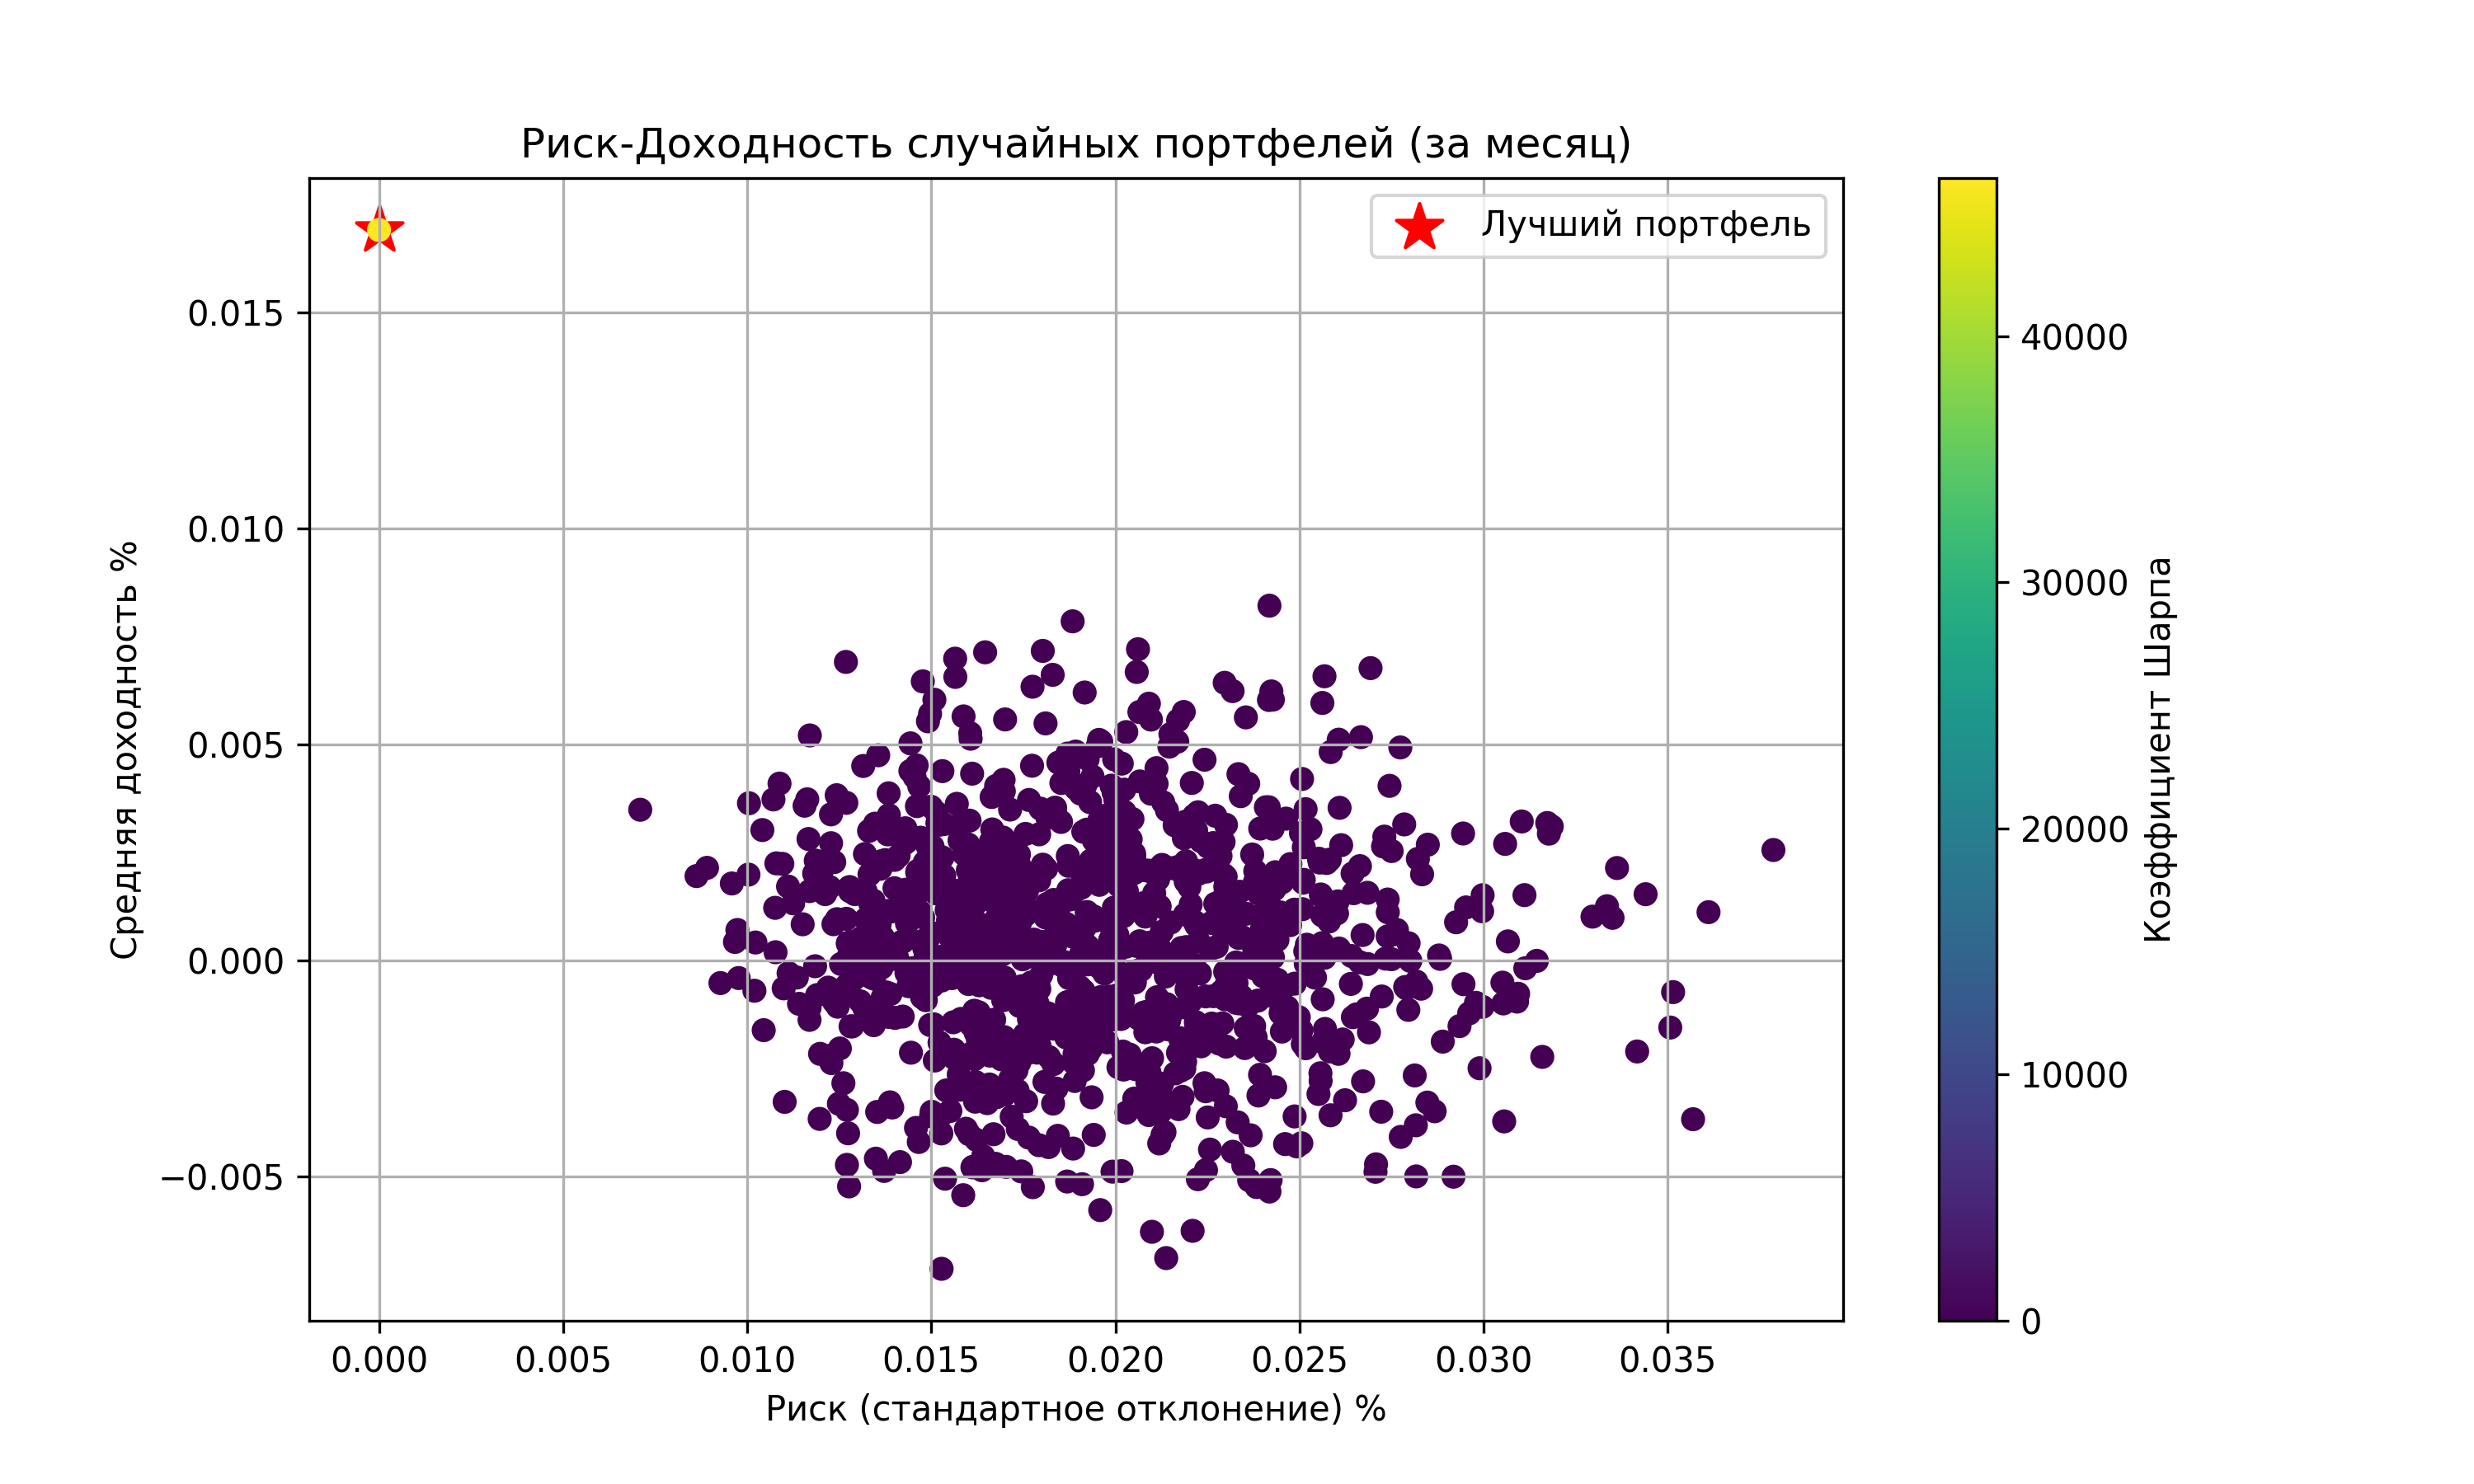 Риск-Доходность случайных портфелей (за месяц)
Лучший портфель
Средняя доходность %
0.015
0.010
0.005
0.000
−0.005
0.000 0.005 0.010 0.015 0.020 0.025 0.030 0.035
Риск (стандартное отклонение) %
40000
30000
20000
10000
0
Коэффициент Шарпа